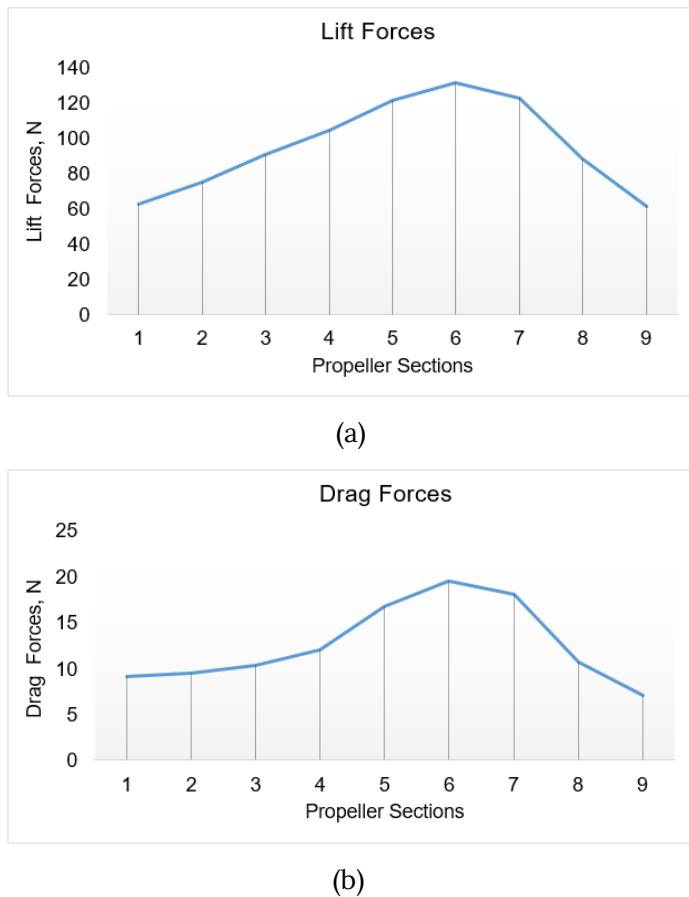 Lift Forces
140
120
100
80
60
40
20
0
Lift Forces, N
1 2 3 4 5 6 7 8 9
Propeller Sections
(a)
Drag Forces
25
20
15
10
5
0
Drag Forces, N
1 2 3 4 5 6 7 8 9
Propeller Sections
(b)